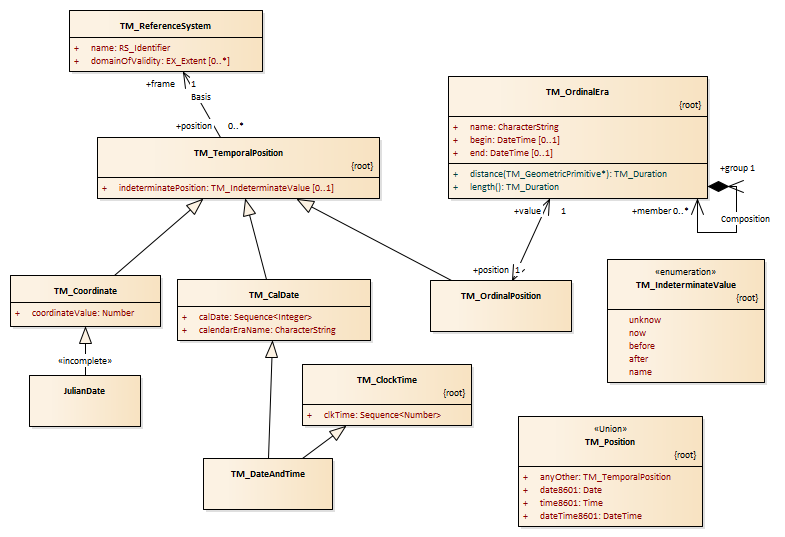 TM_ReferenceSystem
+ name: RS_Identifier
+ domainOfValidity: EX_Extent [0..*]
+frame 1
Basis
+position 0..*
TM_TemporalPosition
{root}
+ indeterminatePosition: TM_IndeterminateValue [0..1]
TM_OrdinalEra
{root}
+ name: CharacterString
+ begin: DateTime [0..1]
+ end: DateTime [0..1]
+ distance(TM_GeometricPrimitive*): TM_Duration
+ length(): TM_Duration
+group 1
+member 0..*
Composition
+value 1
+position 1
TM_Coordinate
+ coordinateValue: Number
TM_CalDate
+ calDate: Sequence<Integer>
+ calendarEraName: CharacterString
TM_OrdinalPosition
«enumeration»
TM_IndeterminateValue
{root}
unknow
now
before
after
name
«incomplete»
JulianDate
TM_ClockTime
{root}
+ clkTime: Sequence<Number>
TM_DateAndTime
«Union»
TM_Position
{root}
+ anyOther: TM_TemporalPosition
+ date8601: Date
+ time8601: Time
+ dateTime8601: DateTime